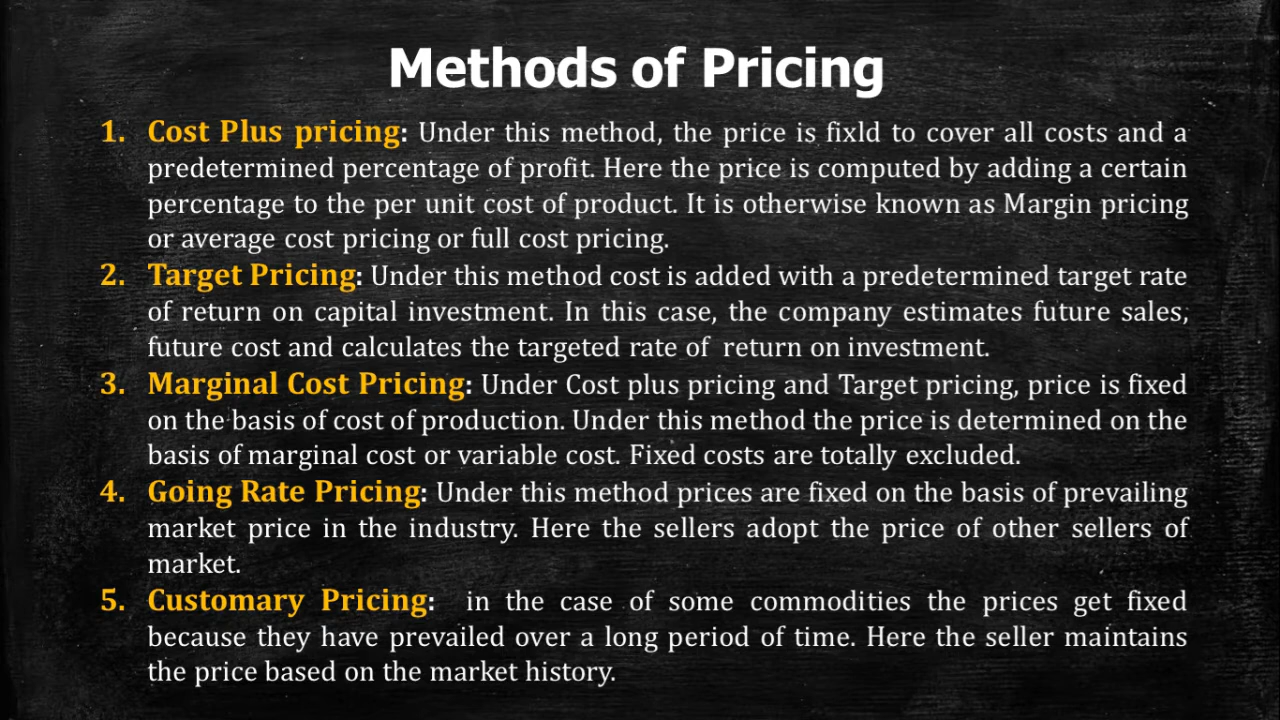 Methods of Pricing
1. Cost Plus pricing: Under this method, the price is fixld to cover all costs and a
predetermined percentage of profit. Here the price is computed by adding a certain
percentage to the per unit cost of product. It is otherwise known as Margin pricing
or average cost pricing or full cost pricing.
2. Target Pricing: Under this method cost is added with a predetermined target rate
of return on capital investment. In this case, the company estimates future sales,
future cost and calculates the targeted rate of return on investment.
3. Marginal Cost Pricing: Under Cost plus pricing and Target pricing, price is fixed
on the basis of cost of production. Under this method the price is determined on the
basis of marginal cost or variable cost. Fixed costs are totally excluded.
4. Going Rate Pricing: Under this method prices are fixed on the basis of prevailing
market price in the industry. Here the sellers adopt the price of other sellers of
market.
5. Customary Pricing: in the case of some commodities the prices get fixed
because they have prevailed over a long period of time. Here the seller maintains
the price based on the market history.